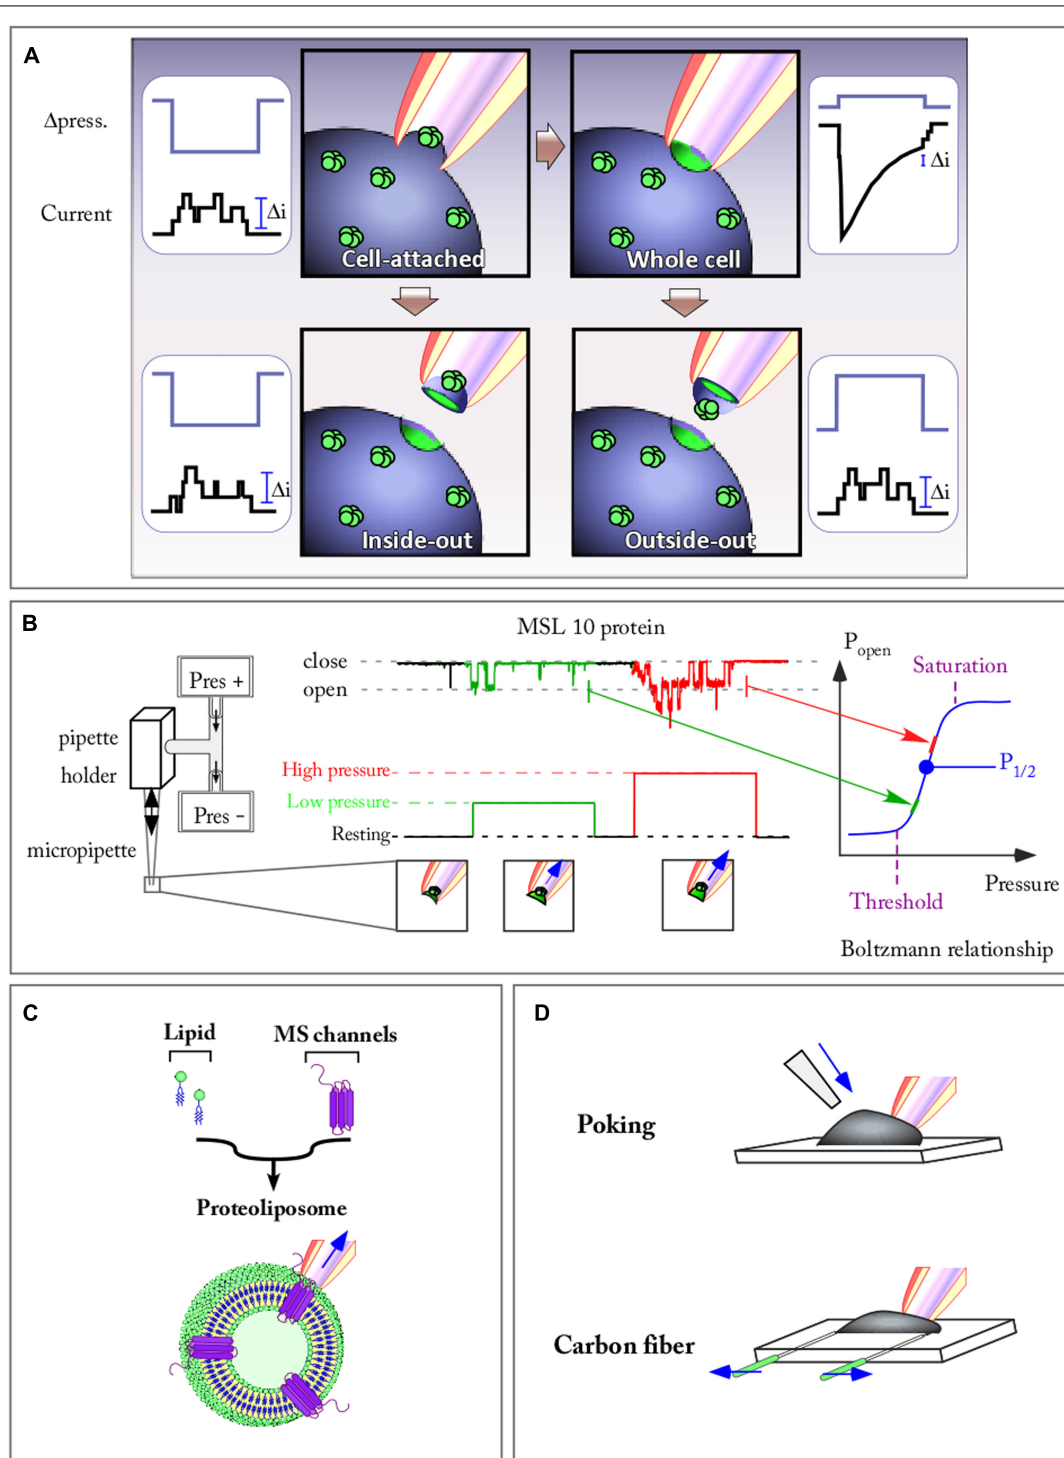 A
Δpress.
Current
Δi
Cell-attached
Whole cell
Δi
Δi
Inside-out
Outside-out
Δi
B
MSL 10 protein
close
open
Pres +
pipette
holder
Pres -
micropipette
High pressure
Low pressure
Resting
Popen
Saturation
P1/2
Pressure
Threshold
Boltzmann relationship
C
Lipid
MS channels
Proteoliposome
D
Poking
Carbon fiber